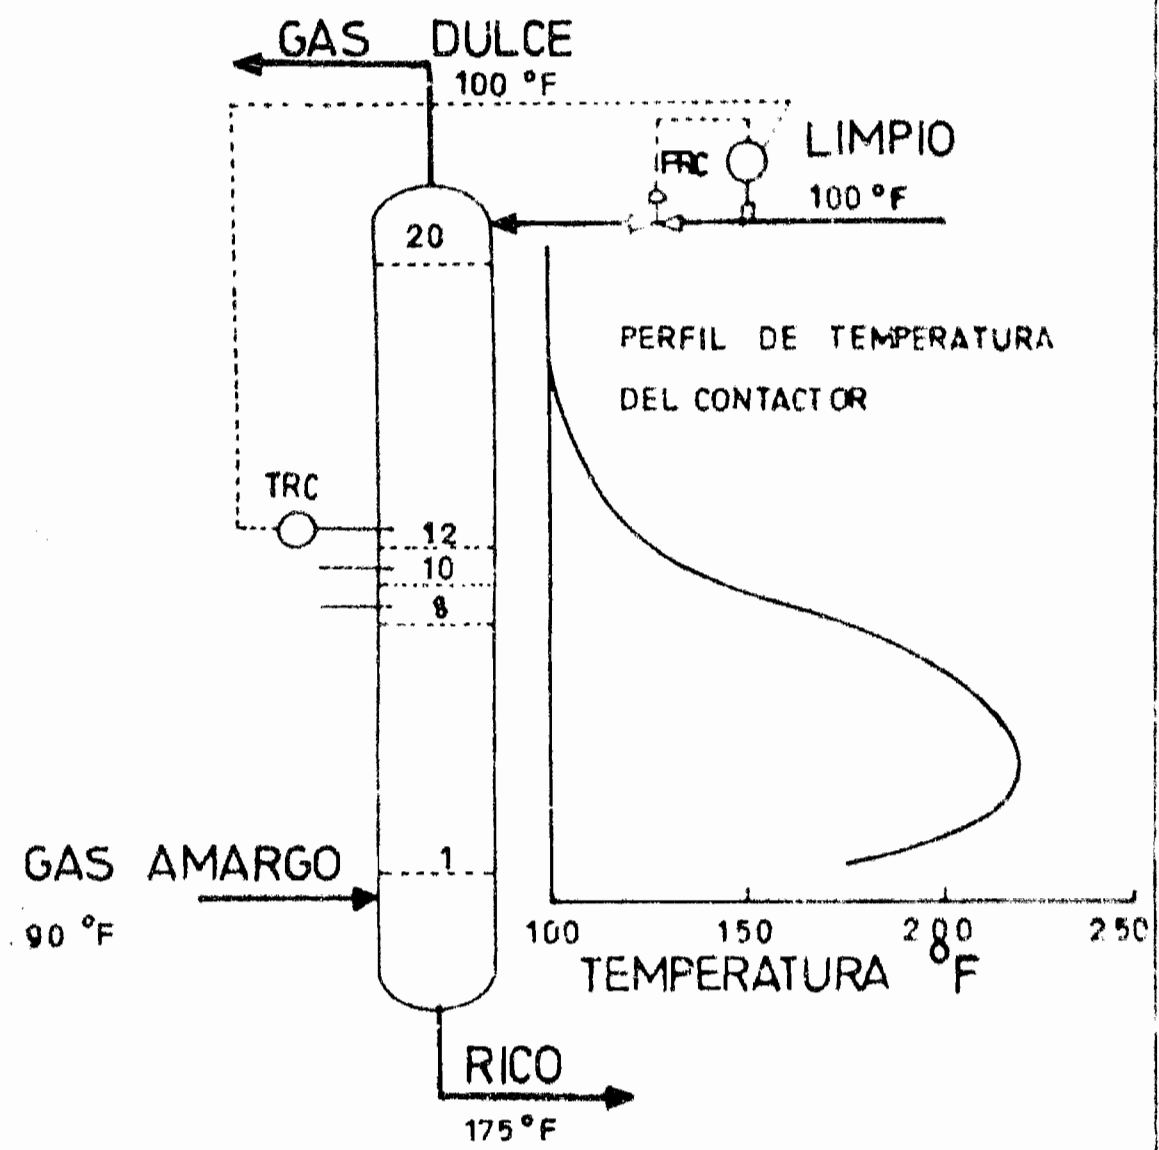 GAS DULCE
100 °F
LIMPIO
100 °F
20
PERFIL DE TEMPERATURA
DEL CONTACTOR
TRC
12
10
8
1
GAS AMARGO
90 °F
100 150 200 250
TEMPERATURA °F
RICO
175 °F